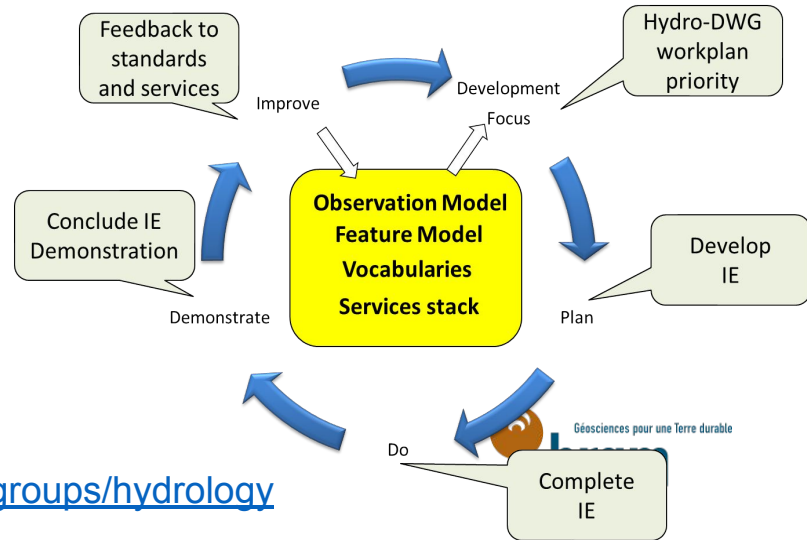 Feedback to
standards
and services
Improve
Development
Focus
Hydro-DWG
workplan
priority
Conclude IE
Demonstration
Demonstrate
Observation Model
Feature Model
Vocabularies
Services stack
Develop
IE
Plan
Do
Géosciences pour une Terre durable
Complete
IE
groups/hydrology